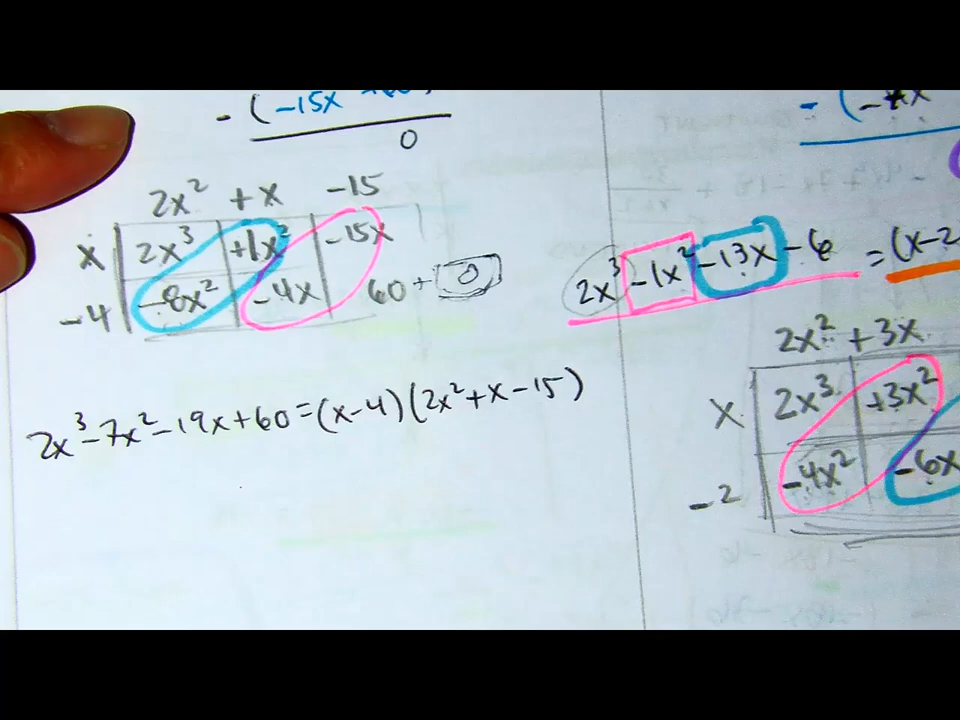 - (-15x
0
2x² + x -15
x 2x³ +1x² -15x
-4 -8x² -4x 60 + 0
2x³ - 7x² - 19x + 60 = (x - 4)(2x² + x - 15)
- (-4x
2x³ -1x² -13x - 6 = (x-2
2x² + 3x
x 2x³ +3x²
-2 -4x² -6x